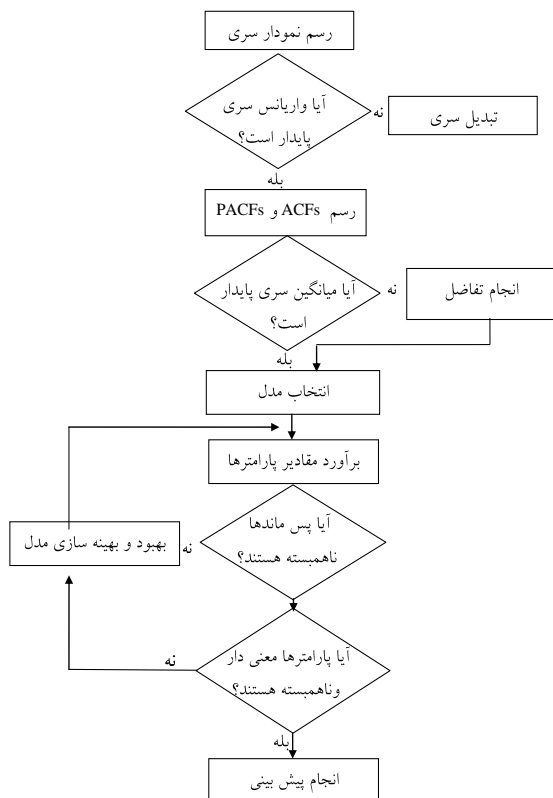 رسم نمودار سری
آیا واریانس سری
پایدار است؟
نه
تبدیل سری
بله
رسم ACFs و PACFs
آیا میانگین سری پایدار
است؟
نه
انجام تفاضل
بله
انتخاب مدل
برآورد مقادیر پارامترها
آیا پس ماندها
ناهمبسته هستند؟
نه
بهبود و بهینه سازی مدل
آیا پارامترها معنی دار
وناهمبسته هستند؟
نه
بله
انجام پیش بینی